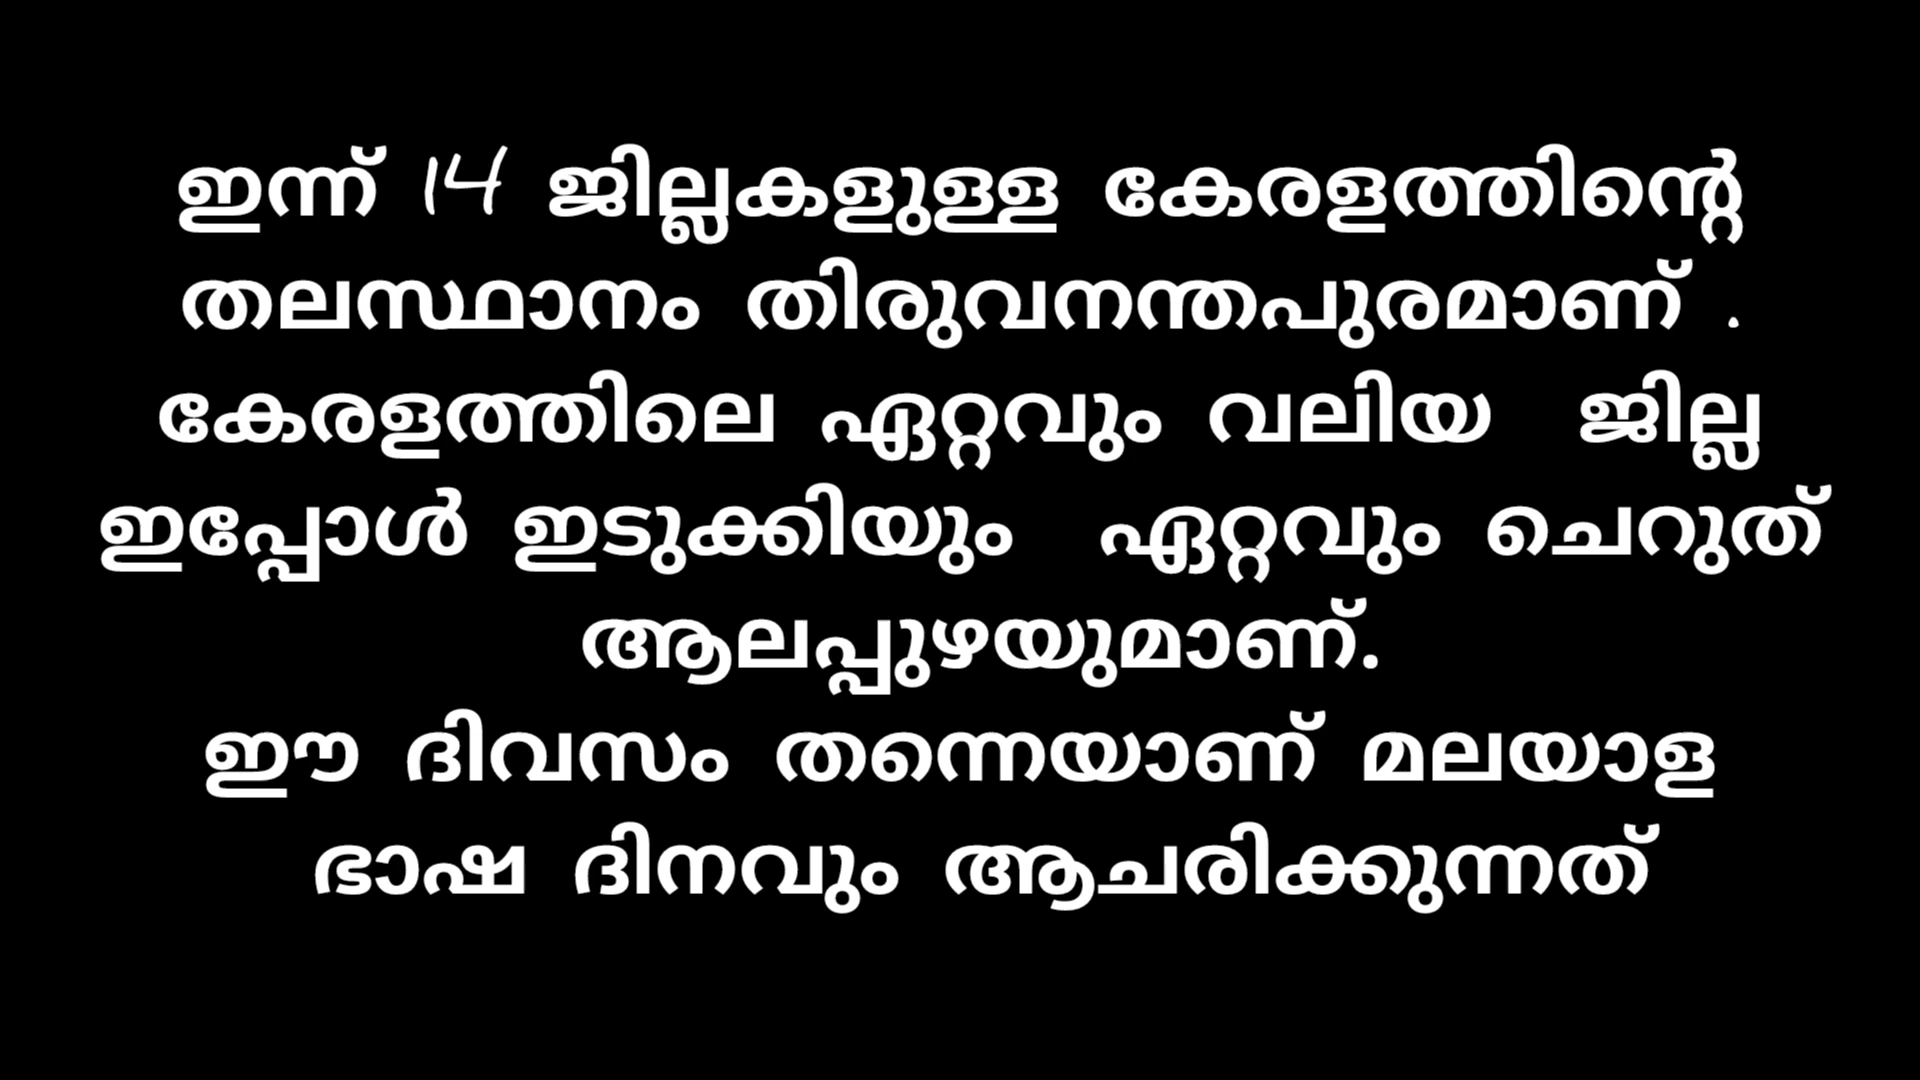 ഇന്ന് 14 ജില്ലകളുള്ള കേരളത്തിന്റെ
തലസ്ഥാനം തിരുവനന്തപുരമാണ് .
കേരളത്തിലെ ഏറ്റവും വലിയ ജില്ല
ഇപ്പോൾ ഇടുക്കിയും ഏറ്റവും ചെറുത്
ആലപ്പുഴയുമാണ്.
ഈ ദിവസം തന്നെയാണ് മലയാള
ഭാഷ ദിനവും ആചരിക്കുന്നത്